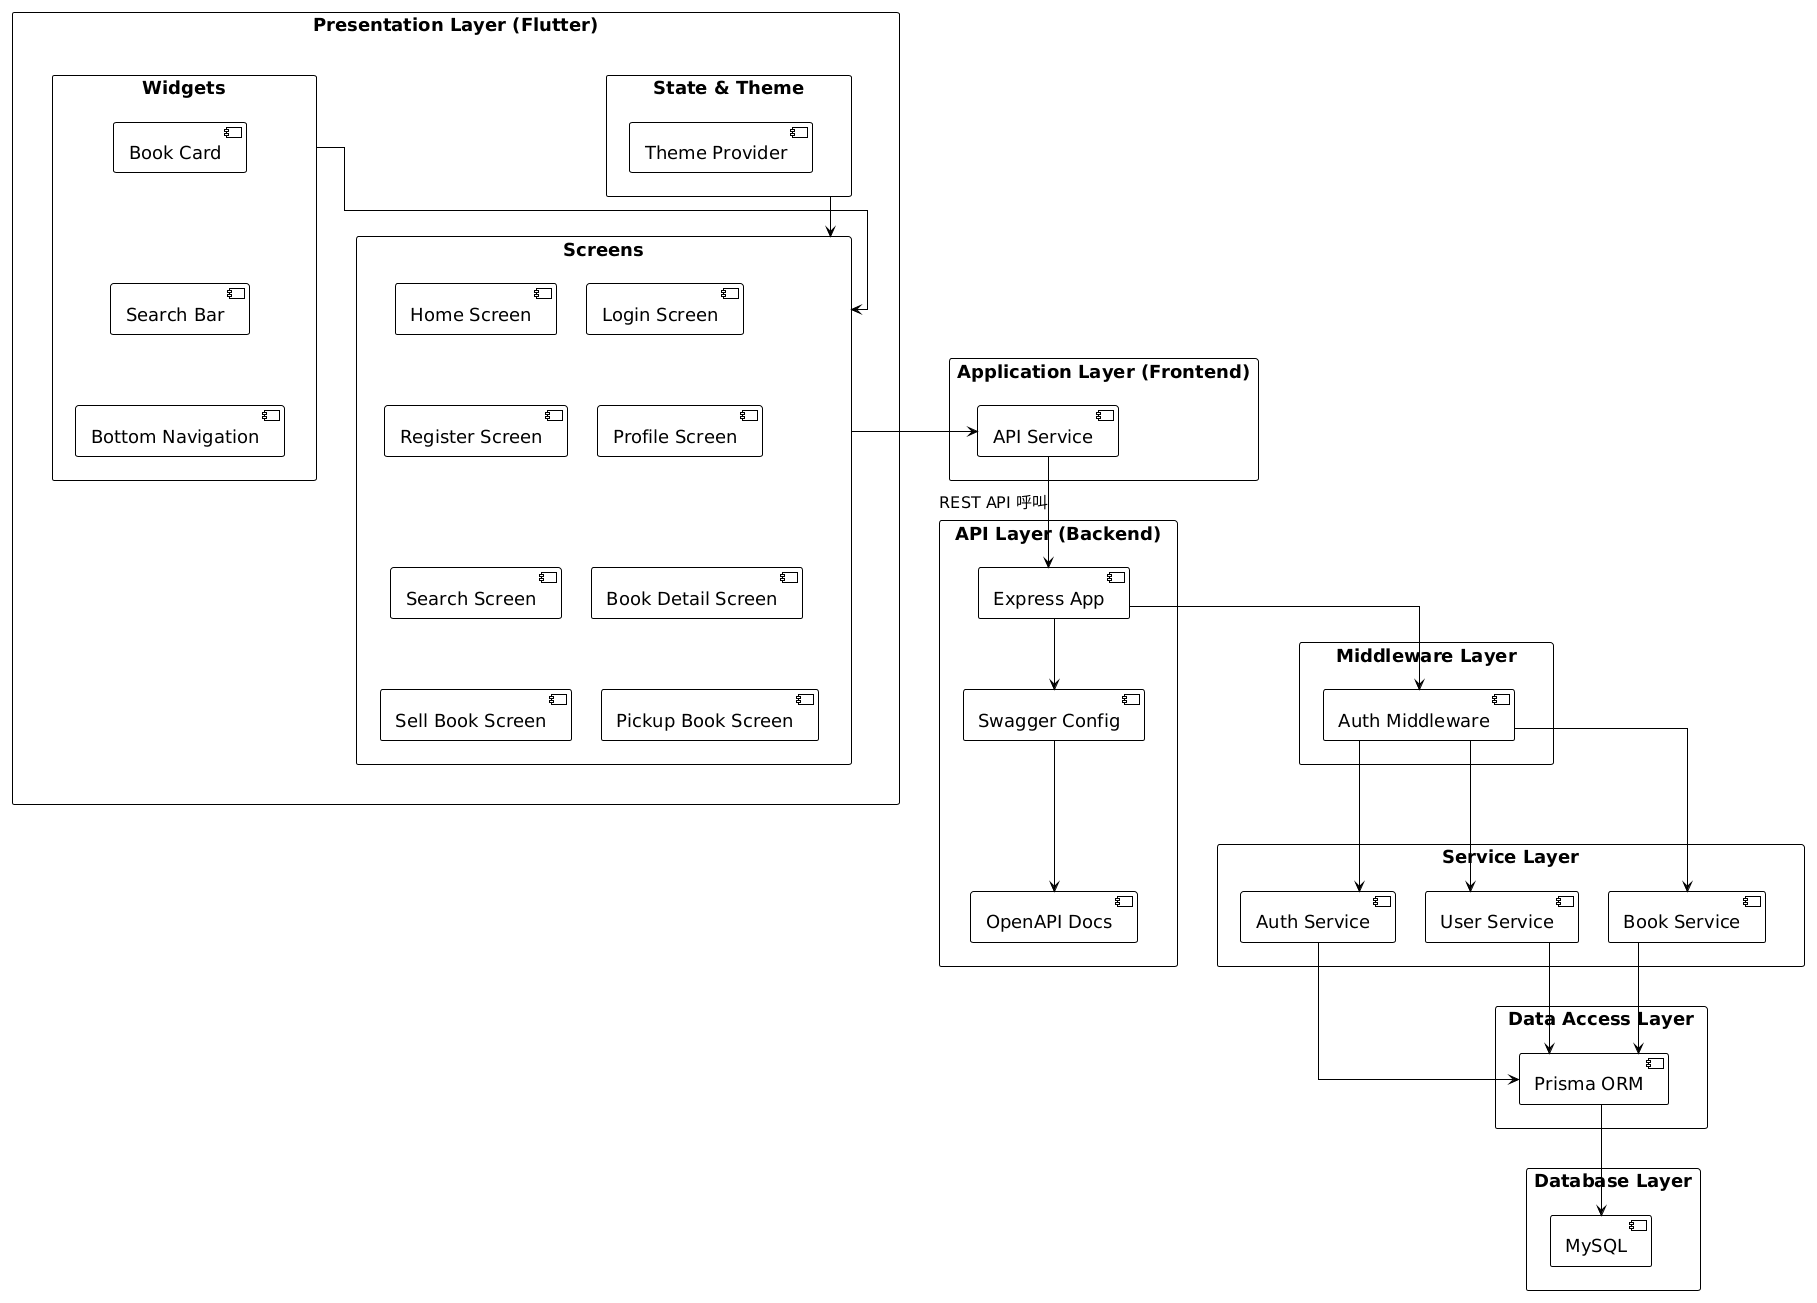 Presentation Layer (Flutter)
Widgets
Book Card
Search Bar
Bottom Navigation
State & Theme
Theme Provider
Screens
Home Screen
Login Screen
Register Screen
Profile Screen
Search Screen
Book Detail Screen
Sell Book Screen
Pickup Book Screen
Application Layer (Frontend)
API Service
REST API 呼叫
API Layer (Backend)
Express App
Swagger Config
OpenAPI Docs
Middleware Layer
Auth Middleware
Service Layer
Auth Service
User Service
Book Service
Data Access Layer
Prisma ORM
Database Layer
MySQL